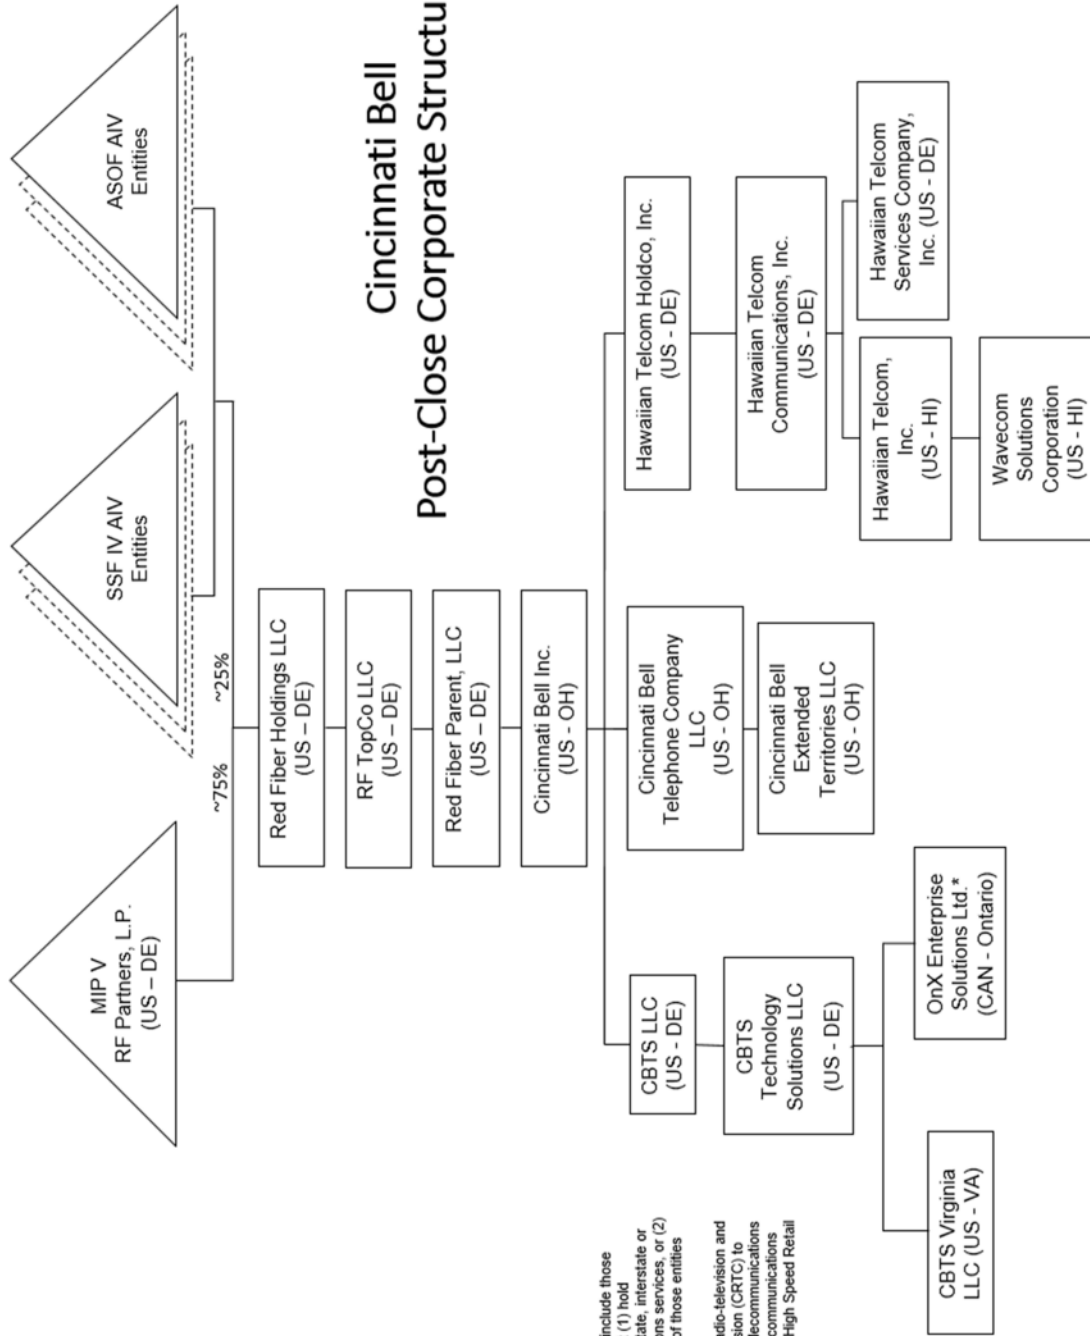 MIP V
RF Partners, L.P.
(US – DE)
SSF IV AIV
Entities
ASOF AIV
Entities
~75%
~25%
Red Fiber Holdings LLC
(US – DE)
RF TopCo LLC
(US – DE)
Red Fiber Parent, LLC
(US – DE)
Cincinnati Bell Inc.
(US - OH)
Cincinnati Bell
Post-Close Corporate Structu
include those
(1) hold
tate, interstate or
ons services, or (2)
of those entities
dio-television and
sion (CRTC) to
lecommunications
communications
High Speed Retail
CBTS LLC
(US - DE)
CBTS
Technology
Solutions LLC
(US - DE)
CBTS Virginia
LLC (US - VA)
OnX Enterprise
Solutions Ltd.*
(CAN - Ontario)
Cincinnati Bell
Telephone Company
LLC
(US - OH)
Cincinnati Bell
Extended
Territories LLC
(US - OH)
Hawaiian Telcom Holdco, Inc.
(US - DE)
Hawaiian Telcom
Communications, Inc.
(US - DE)
Hawaiian Telcom,
Inc.
(US - HI)
Hawaiian Telcom
Services Company,
Inc. (US - DE)
Wavecom
Solutions
Corporation
(US - HI)